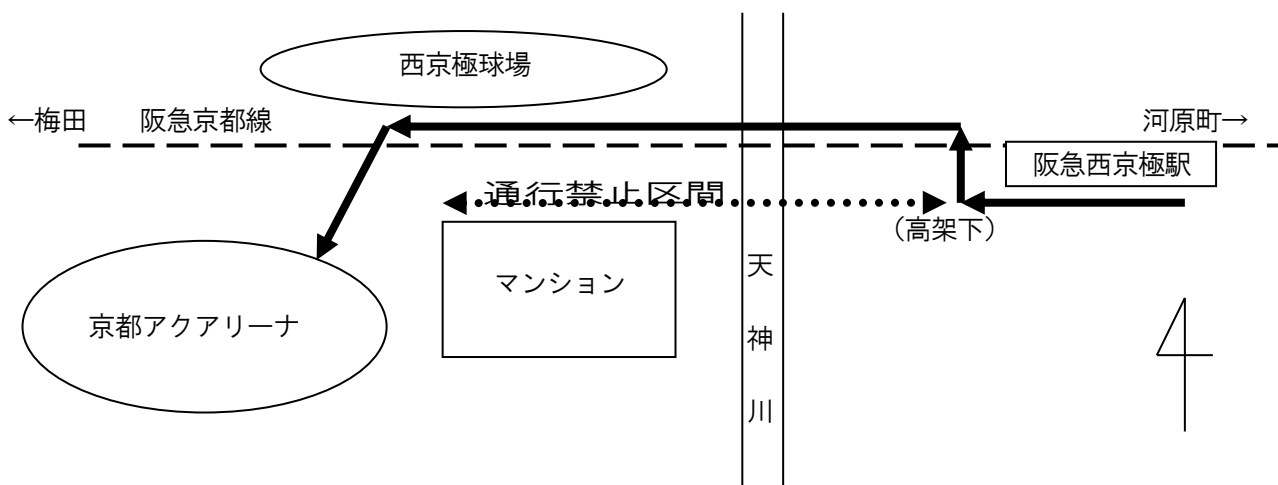 西京極球場
←梅田
阪急京都線
河原町→
阪急西京極駅
通行禁止区間
(高架下)
マンション
天神川
京都アクアリーナ